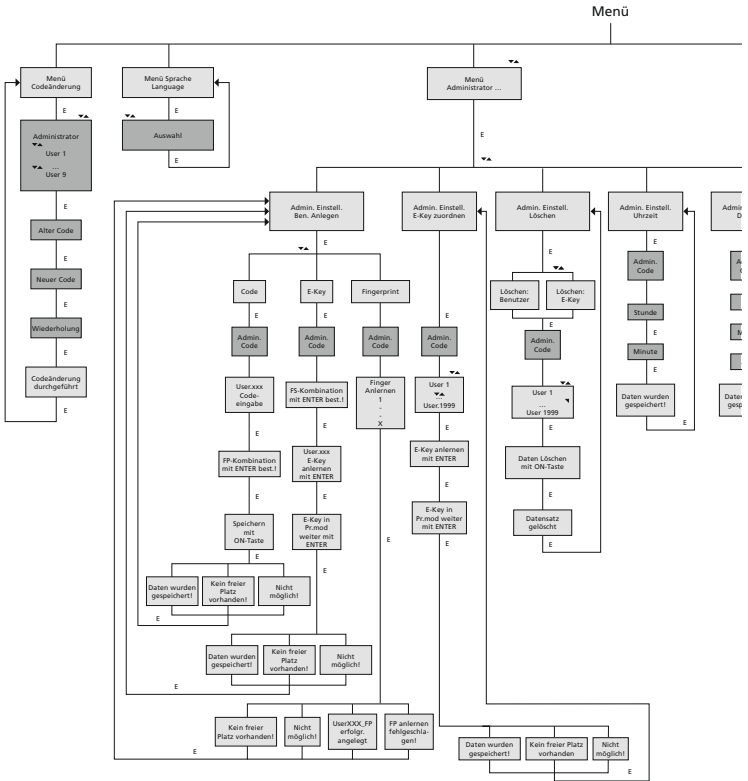 Menü
Menü
Codeänderung
E
Administrator
User 1
...
User 9
E
Alter Code
E
Neuer Code
E
Wiederholung
E
Codeänderung
durchgeführt
E
Menü Sprache
Language
E
Auswahl
E
Menü
Administrator ...
E
Admin. Einstell.
Ben. Anlegen
E
Code
E
Admin.
Code
E
User.xxx
Code-
eingabe
E
FP-Kombination
mit ENTER best.!
E
Speichern
mit
ON-Taste
E
Daten wurden
gespeichert!
Kein freier
Platz
vorhanden!
Nicht
möglich!
E
E-Key
E
Admin.
Code
E
FS-Kombination
mit ENTER best.!
E
User.xxx
E-Key
anlernen
mit ENTER
E
E-Key in
Pr.mod
weiter mit
ENTER
E
Daten wurden
gespeichert!
Kein freier
Platz
vorhanden!
Nicht
möglich!
E
Fingerprint
E
Admin.
Code
E
Finger
Anlernen
1
-
-
X
E
Kein freier
Platz vorhanden!
Nicht
möglich!
UserXXX_FP
erfolgr.
angelegt
FP anlernen
fehlgeschla-
gen!
E
Admin. Einstell.
E-Key zuordnen
E
Admin.
Code
E
User 1
...
User.1999
E
E-Key anlernen
mit ENTER
E
E-Key in
Pr.mod weiter
mit ENTER
E
Daten wurden
gespeichert!
Kein freier Platz
vorhanden
Nicht
möglich!
E
Admin. Einstell.
Löschen
E
Löschen:
Benutzer
Löschen:
E-Key
E
Admin.
Code
E
User 1
...
User 1999
E
Daten Löschen
mit ON-Taste
E
Datensatz
gelöscht
E
Admin. Einstell.
Uhrzeit
E
Admin.
Code
E
Stunde
E
Minute
E
Daten wurden
gespeichert!
E